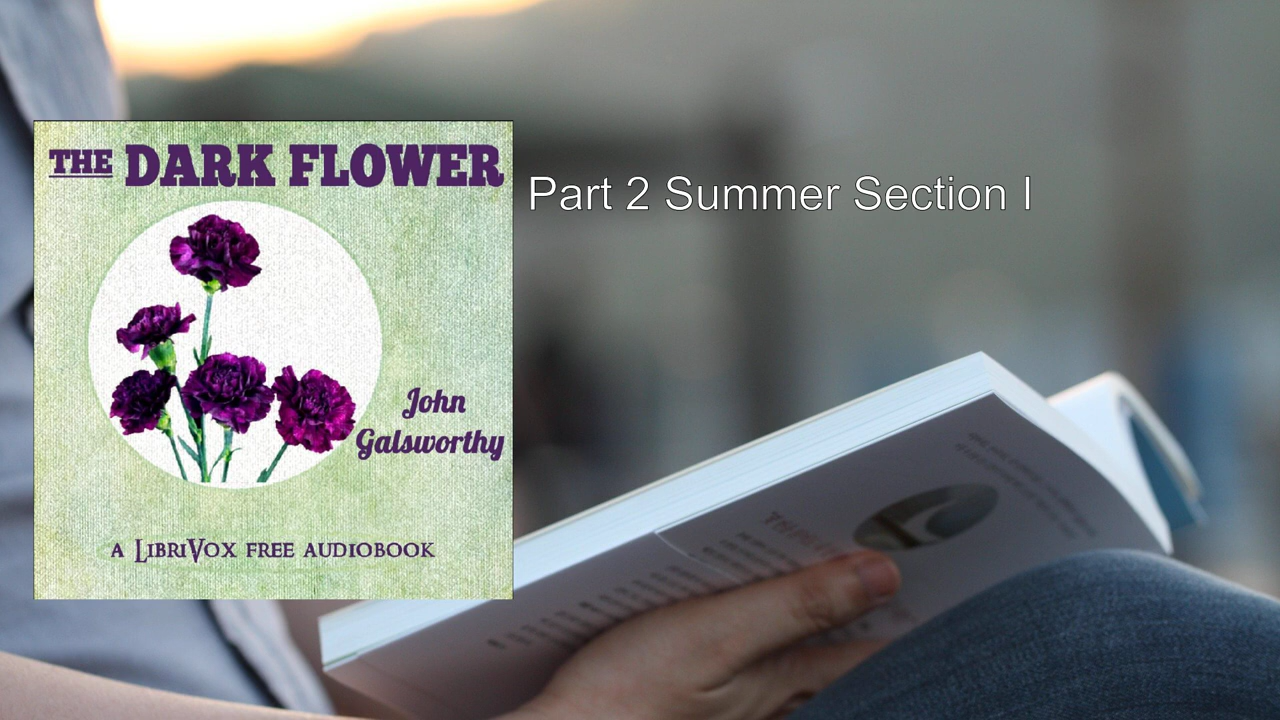 THE DARK FLOWER
Part 2 Summer Section I
John
Galsworthy
A LIBRIVOX FREE AUDIOBOOK